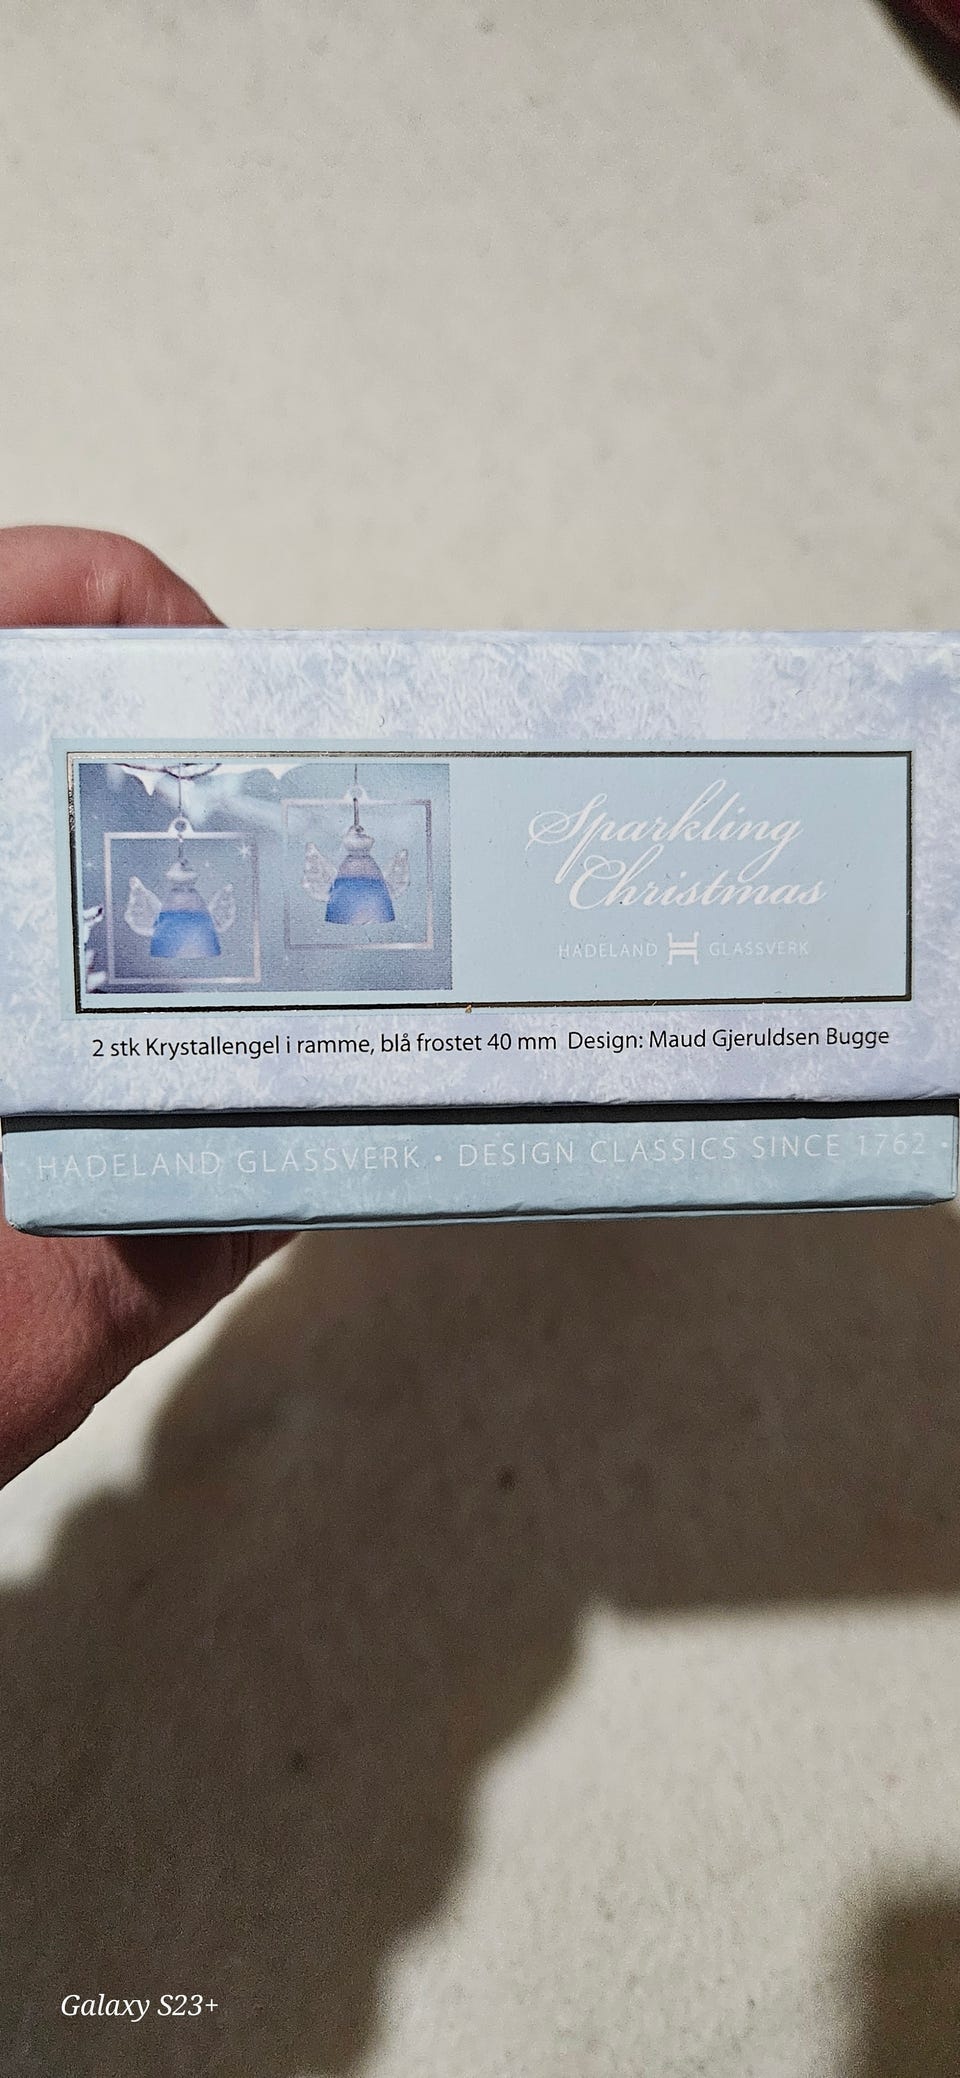 Sparkling
Christmas
HADELAND GLASSVERK
2 stk Krystallengel i ramme, blå frostet 40 mm Design: Maud Gjeruldsen Bugge
HADELAND GLASSVERK • DESIGN CLASSICS SINCE 1762 •
Galaxy S23+